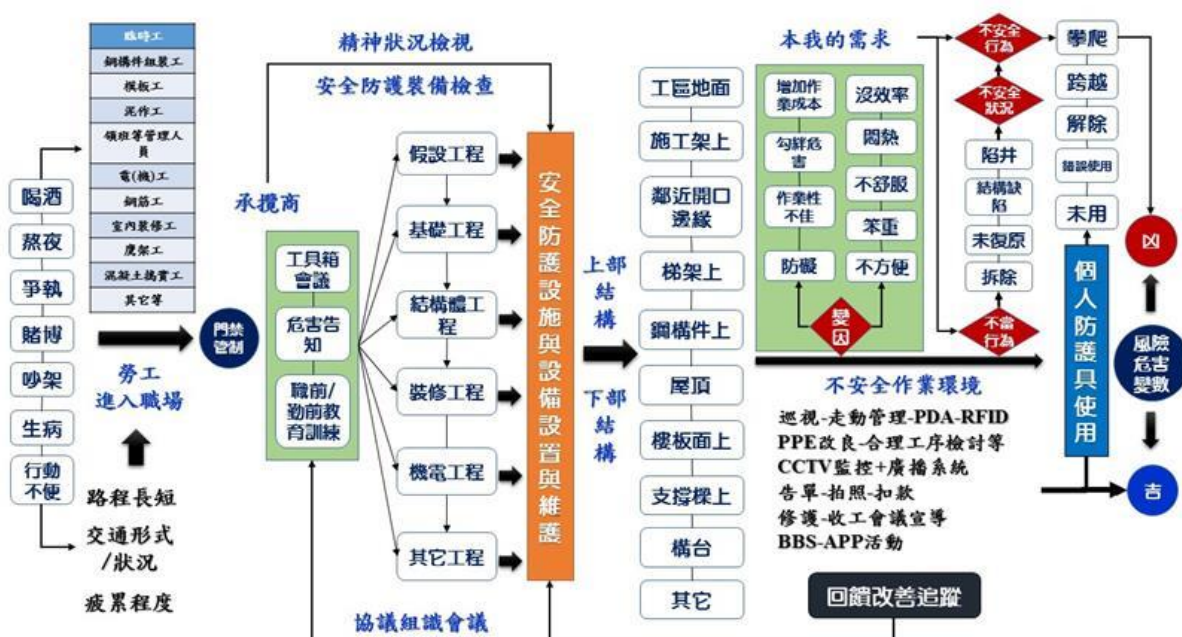 臨時工
鋼構件組裝工
模板工
泥作工
領班等管理人
員
電(機)工
鋼筋工
室內裝修工
鷹架工
混凝土搗實工
其它等
喝酒
熬夜
爭執
賭博
吵架
生病
行動
不便
勞工
進入職場
路程長短
交通形式
/狀況
疲累程度
門禁
管制
精神狀況檢視
安全防護裝備檢查
承攬商
工具箱
會議
危害告
知
職前/
勤前教
育訓練
假設工程
基礎工程
結構體工
程
裝修工程
機電工程
其它工程
協議組織會議
安全防護設施與設備設置與維護
上部結構
下部結構
工區地面
施工架上
鄰近開口
邊緣
梯架上
鋼構件上
屋頂
樓板面上
支撐樑上
構台
其它
本我的需求
增加作
業成本
勾絆危
害
作業性
不佳
防礙
沒效率
悶熱
不舒服
笨重
不方便
變因
不安全
行為
不安全
狀況
陷井
結構缺
陷
未復原
拆除
不當
行為
攀爬
跨越
解除
錯誤使用
未用
個人防護具使用
凶
風險
危害
變數
吉
不安全作業環境
巡視-走動管理-PDA-RFID
PPE改良-合理工序檢討等
CCTV監控+廣播系統
告單-拍照-扣款
修護-收工會議宣導
BBS-APP活動
回饋改善追蹤